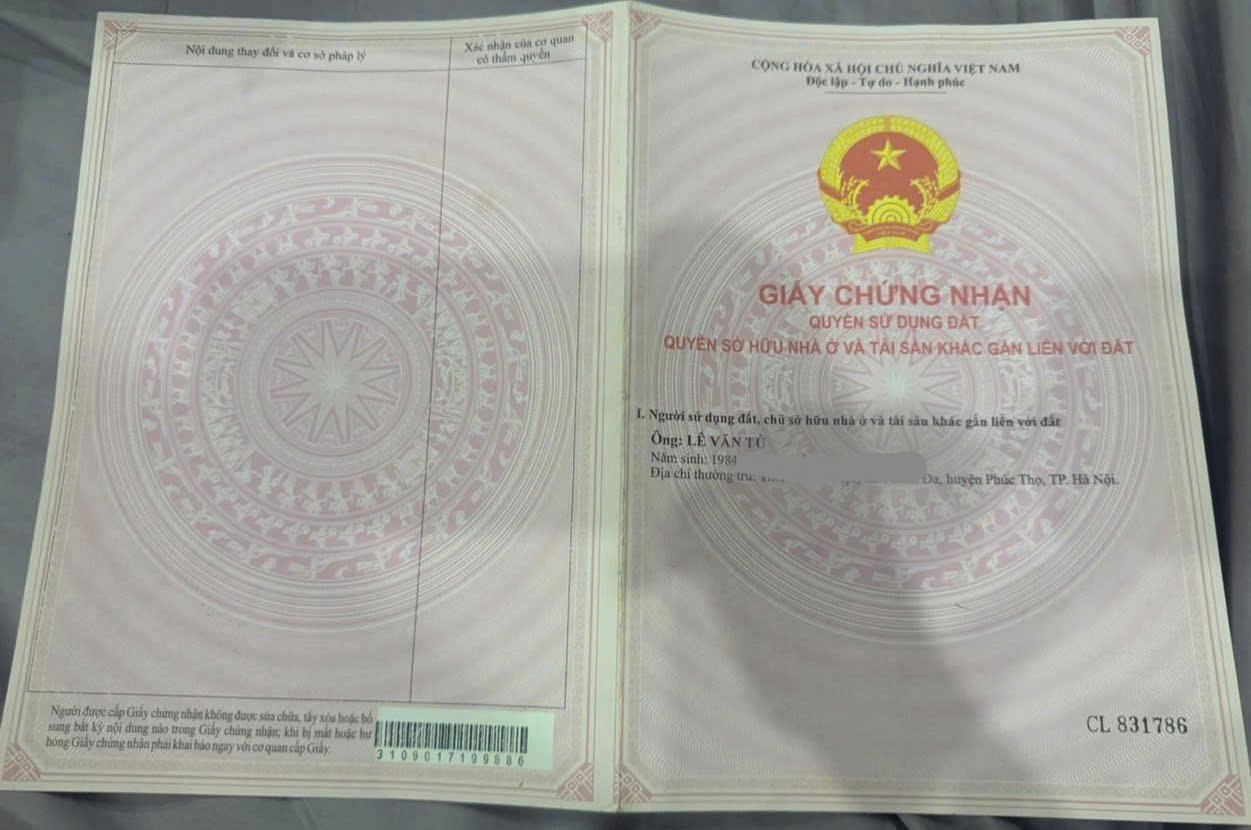 Nội dung thay đổi và cơ sở pháp lý
Xác nhận của cơ quan
có thẩm quyền
Người được cấp Giấy chứng nhận không được sửa chữa, tẩy xóa hoặc bổ
sung bất kỳ nội dung nào trong Giấy chứng nhận; khi bị mất hoặc hư
hỏng Giấy chứng nhận phải khai báo ngay với cơ quan cấp Giấy.
3109017199886
CỘNG HÒA XÃ HỘI CHỦ NGHĨA VIỆT NAM
Độc lập - Tự do - Hạnh phúc
GIẤY CHỨNG NHẬN
QUYỀN SỬ DỤNG ĐẤT
QUYỀN SỞ HỮU NHÀ Ở VÀ TÀI SẢN KHÁC GẮN LIỀN VỚI ĐẤT
I. Người sử dụng đất, chủ sở hữu nhà ở và tài sản khác gắn liền với đất
Ông: LÊ VĂN TÚ
Năm sinh: 1984
Địa chỉ thường trú: Đa, huyện Phúc Thọ, TP. Hà Nội.
CL 831786